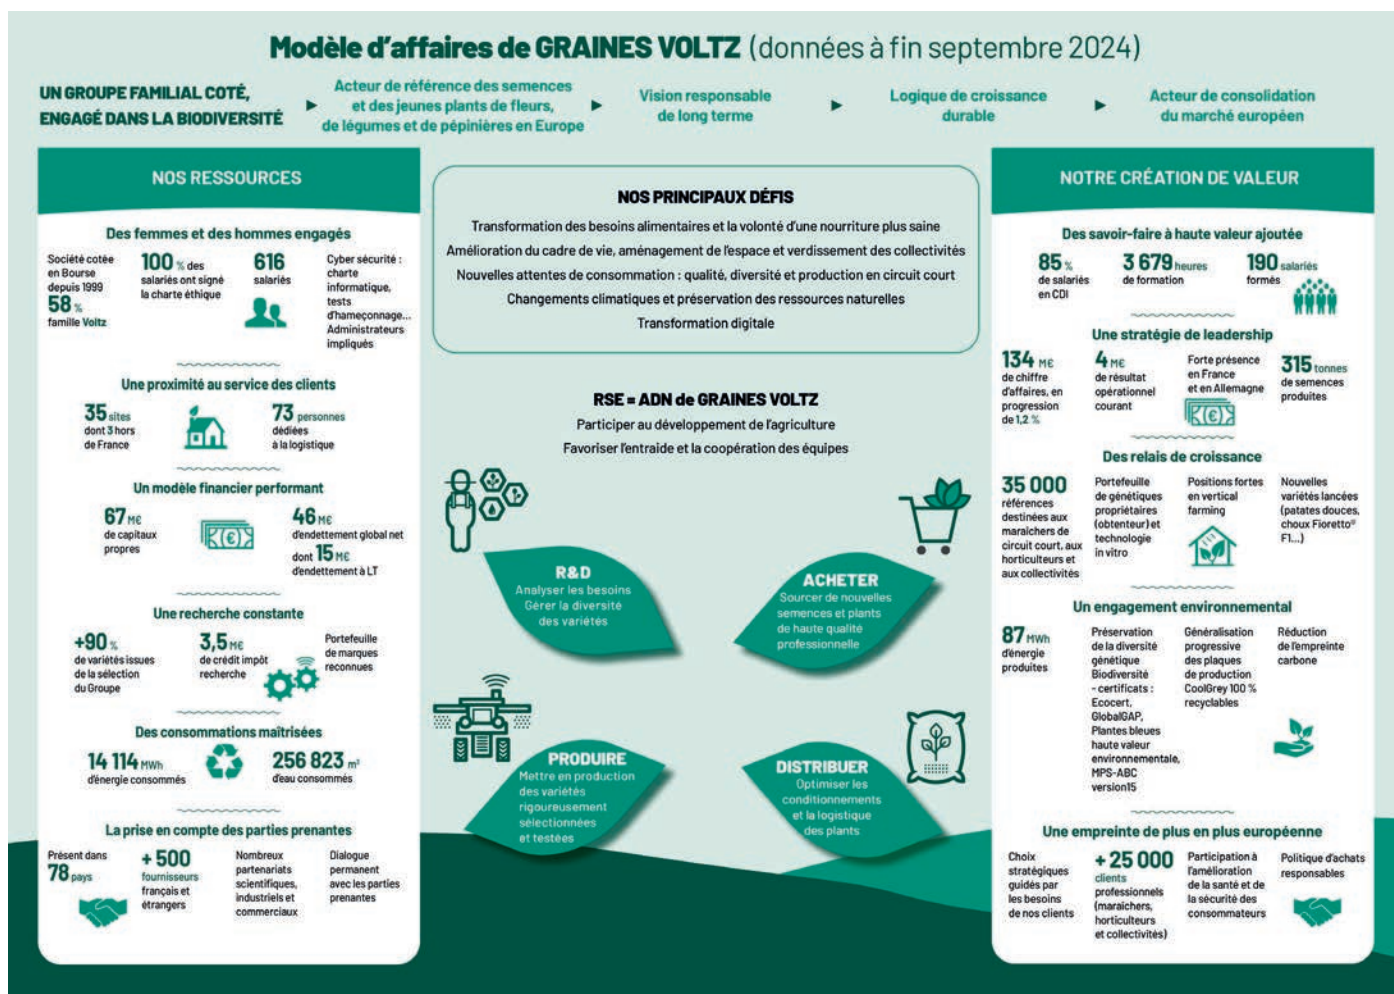 Modèle d'affaires de GRAINES VOLTZ (données à fin septembre 2024)
UN GROUPE FAMILIAL COTÉ,
ENGAGÉ DANS LA BIODIVERSITÉ
Acteur de référence des semences
et des jeunes plants de fleurs,
de légumes et de pépinières en Europe
Vision responsable
de long terme
Logique de croissance
durable
Acteur de consolidation
du marché européen
NOS RESSOURCES
Des femmes et des hommes engagés
Société cotée
en Bourse
depuis 1999
58 %
famille Voltz
100 % des
salariés ont signé
la charte éthique
616
salariés
Cyber sécurité :
charte
informatique,
tests
d'hameçonnage...
Administrateurs
impliqués
Une proximité au service des clients
35 sites
dont 3 hors
de France
73 personnes
dédiées
à la logistique
Un modèle financier performant
67 M€
de capitaux
propres
46 M€
d'endettement global net
dont 15 M€
d'endettement à LT
Une recherche constante
+90 %
de variétés issues
de la sélection
du Groupe
3,5 M€
de crédit impôt
recherche
Portefeuille
de marques
reconnues
Des consommations maîtrisées
14 114 MWh
d'énergie consommés
256 823 m³
d'eau consommés
La prise en compte des parties prenantes
Présent dans
78 pays
+ 500
fournisseurs
français et
étrangers
Nombreux
partenariats
scientifiques,
industriels et
commerciaux
Dialogue
permanent
avec les parties
prenantes
NOS PRINCIPAUX DÉFIS
Transformation des besoins alimentaires et la volonté d'une nourriture plus saine
Amélioration du cadre de vie, aménagement de l'espace et verdissement des collectivités
Nouvelles attentes de consommation : qualité, diversité et production en circuit court
Changements climatiques et préservation des ressources naturelles
Transformation digitale
RSE = ADN de GRAINES VOLTZ
Participer au développement de l'agriculture
Favoriser l'entraide et la coopération des équipes
R&D
Analyser les besoins
Gérer la diversité
des variétés
ACHETER
Sourcer de nouvelles
semences et plants
de haute qualité
professionnelle
PRODUIRE
Mettre en production
des variétés
rigoureusement
sélectionnées
et testées
DISTRIBUER
Optimiser les
conditionnements
et la logistique
des plants
NOTRE CRÉATION DE VALEUR
Des savoir-faire à haute valeur ajoutée
85 %
de salariés
en CDI
3 679 heures
de formation
190 salariés
formés
Une stratégie de leadership
134 M€
de chiffre
d'affaires, en
progression
de 1,2 %
4 M€
de résultat
opérationnel
courant
Forte présence
en France
et en Allemagne
315 tonnes
de semences
produites
Des relais de croissance
35 000
références
destinées aux
maraîchers de
circuit court, aux
horticulteurs et
aux collectivités
Portefeuille
de génétiques
propriétaires
(obtenteur) et
technologie
in vitro
Positions fortes
en vertical
farming
Nouvelles
variétés lancées
(patates douces,
choux Fioretto®
F1...)
Un engagement environnemental
87 MWh
d'énergie
produites
Préservation
de la diversité
génétique
Biodiversité
- certificats :
Ecocert,
GlobalGAP,
Plantes bleues
haute valeur
environnementale,
MPS-ABC
version15
Généralisation
progressive
des plaques
de production
CoolGrey 100 %
recyclables
Réduction
de l'empreinte
carbone
Une empreinte de plus en plus européenne
Choix
stratégiques
guidés par
les besoins
de nos clients
+ 25 000
clients
professionnels
(maraîchers,
horticulteurs
et collectivités)
Participation à
l'amélioration
de la santé et de
la sécurité des
consommateurs
Politique d'achats
responsables